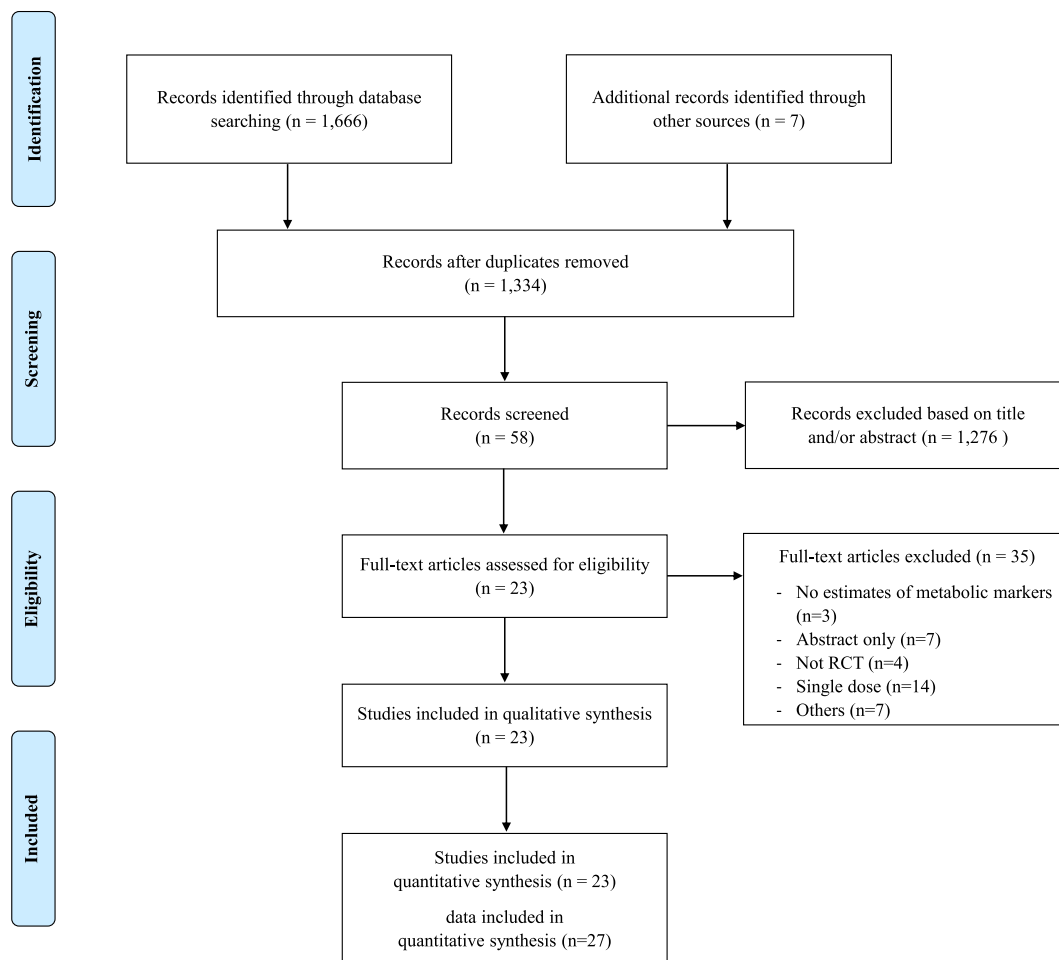 Identification
Records identified through database
searching (n = 1,666)
Additional records identified through
other sources (n = 7)
Screening
Records after duplicates removed
(n = 1,334)
Records screened
(n = 58)
Records excluded based on title
and/or abstract (n = 1,276 )
Eligibility
Full-text articles assessed for eligibility
(n = 23)
Full-text articles excluded (n = 35)
- No estimates of metabolic markers
(n=3)
- Abstract only (n=7)
- Not RCT (n=4)
- Single dose (n=14)
- Others (n=7)
Studies included in qualitative synthesis
(n = 23)
Included
Studies included in
quantitative synthesis (n = 23)
data included in
quantitative synthesis (n=27)